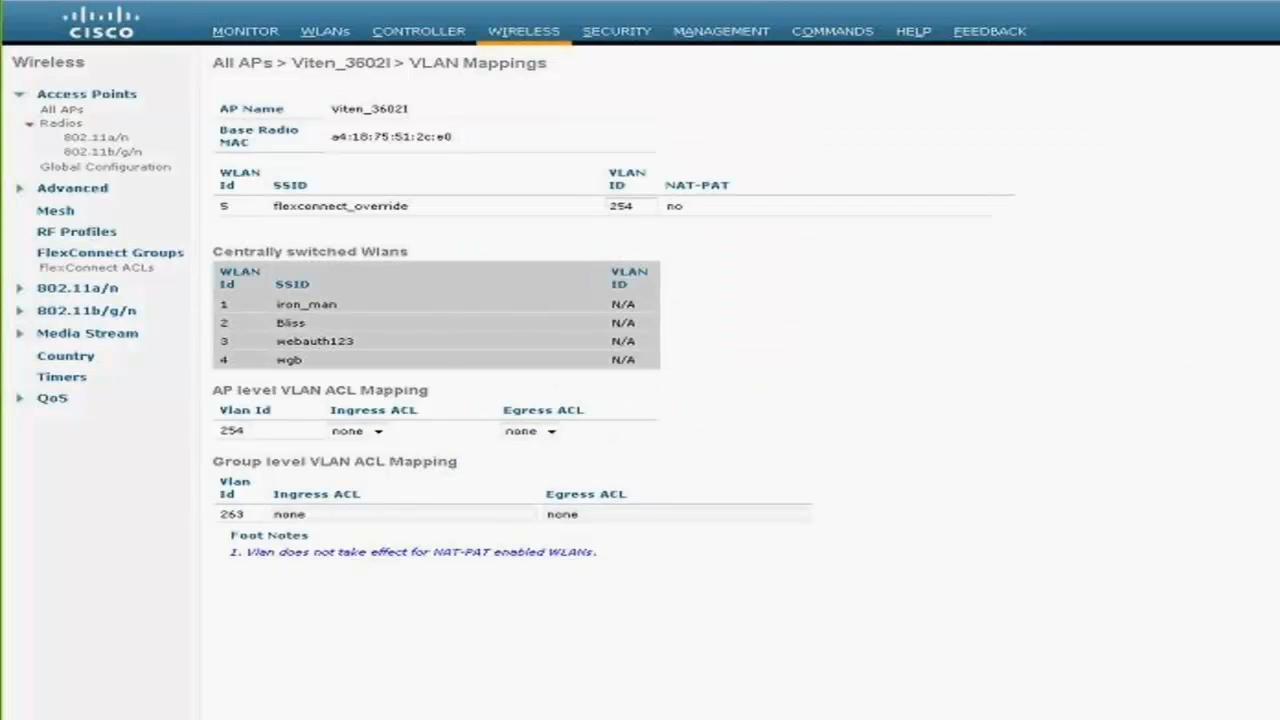 CISCO
MONITOR WLANs CONTROLLER WIRELESS SECURITY MANAGEMENT COMMANDS HELP FEEDBACK
Wireless
Access Points
All APs
Radios
802.11a/n
802.11b/g/n
Global Configuration
Advanced
Mesh
RF Profiles
FlexConnect Groups
FlexConnect ACLs
802.11a/n
802.11b/g/n
Media Stream
Country
Timers
QoS
All APs > Viten_3602I > VLAN Mappings
AP Name Viten_3602I
Base Radio
MAC a4:18:75:51:2c:e0
WLAN
Id SSID VLAN
ID NAT-PAT
5 flexconnect_override 254 no
Centrally switched Wlans
WLAN
Id SSID VLAN
ID
1 iron_man N/A
2 Bliss N/A
3 webauth123 N/A
4 wgb N/A
AP level VLAN ACL Mapping
Vlan Id Ingress ACL Egress ACL
254 none none
Group level VLAN ACL Mapping
Vlan
Id Ingress ACL Egress ACL
263 none none
Foot Notes
1. Vlan does not take effect for NAT-PAT enabled WLANs.